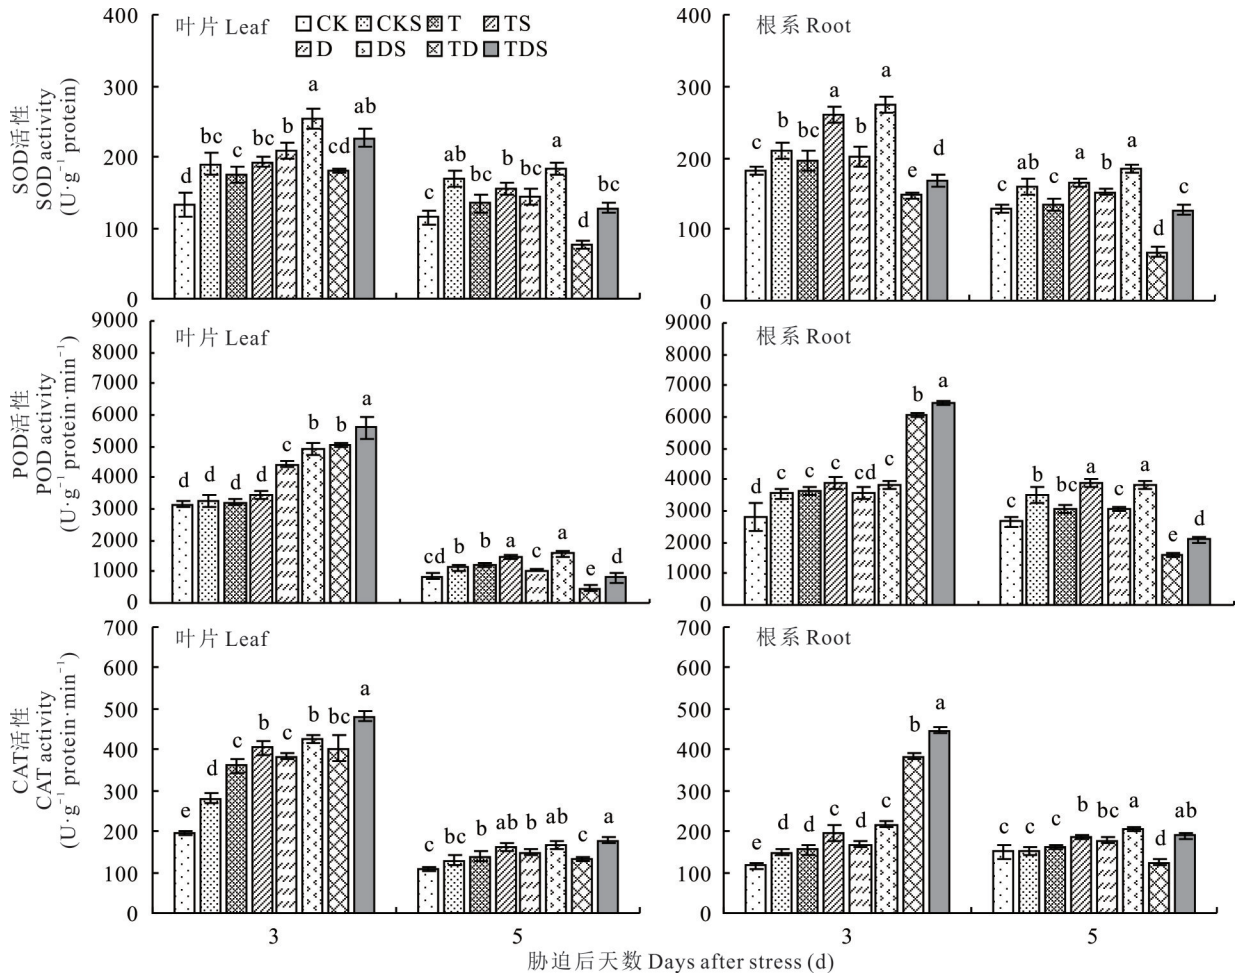 叶片 Leaf
CK CKS T TS
D DS TD TDS
SOD活性
SOD activity
(U·g⁻¹ protein)
400
300
200
100
0
d bc c bc b a cd ab
c ab bc b bc a d bc
根系 Root
400
300
200
100
0
c b bc a b a e d
c ab c a b a d c
叶片 Leaf
POD活性
POD activity
(U·g⁻¹ protein·min⁻¹)
9000
8000
7000
6000
5000
4000
3000
2000
1000
0
d d d d c b b a
cd b b a c a e d
根系 Root
9000
8000
7000
6000
5000
4000
3000
2000
1000
0
d c c c cd c b a
c b bc a c a e d
叶片 Leaf
CAT活性
CAT activity
(U·g⁻¹ protein·min⁻¹)
700
600
500
400
300
200
100
0
e d c b c b bc a
c bc b ab b ab c a
3 5
根系 Root
700
600
500
400
300
200
100
0
e d d c d c b a
c c c b bc a d ab
3 5
胁迫后天数 Days after stress (d)